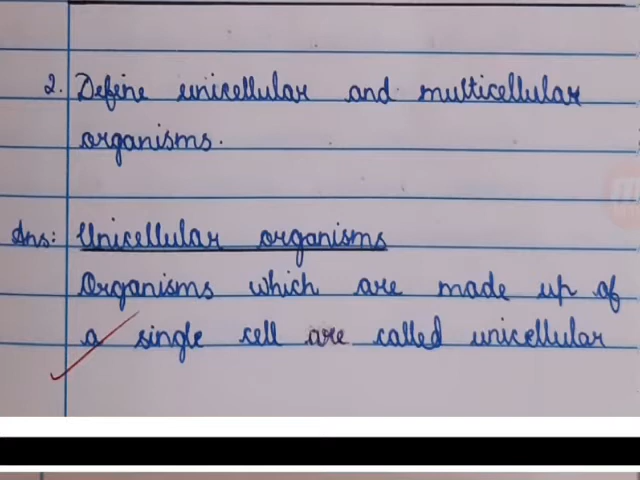 2. Define unicellular and multicellular
organisms.
Ans: Unicellular organisms
Organisms which are made up of
a single cell are called unicellular